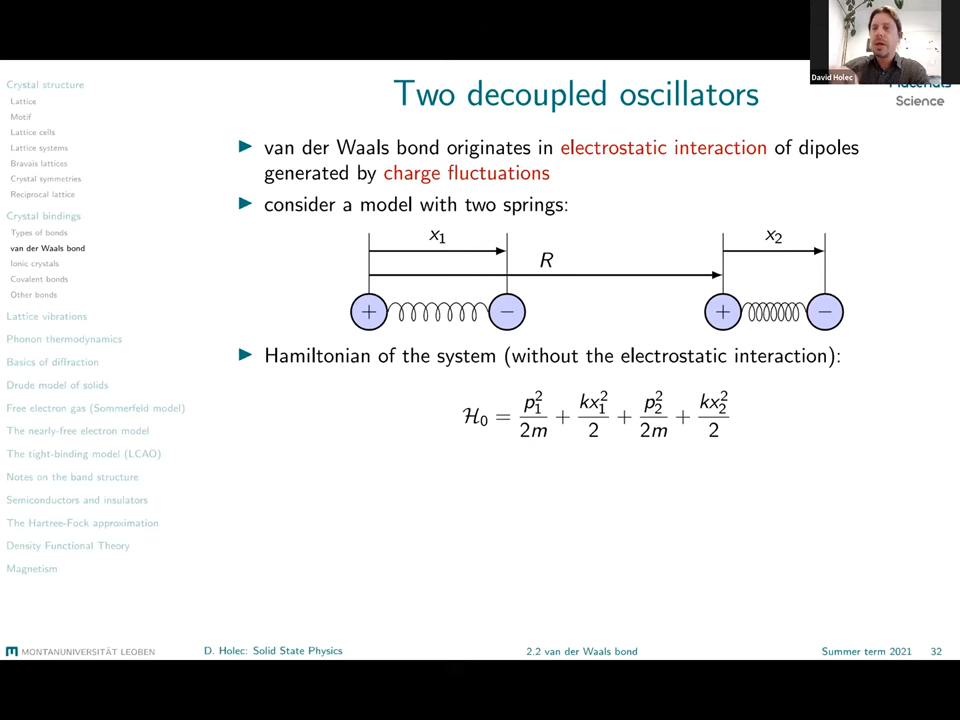 David Holec
Materials
Science
Crystal structure
Lattice
Motif
Lattice cells
Lattice systems
Bravais lattices
Crystal symmetries
Reciprocal lattice
Crystal bindings
Types of bonds
van der Waals bond
Ionic crystals
Covalent bonds
Other bonds
Lattice vibrations
Phonon thermodynamics
Basics of diffraction
Drude model of solids
Free electron gas (Sommerfeld model)
The nearly-free electron model
The tight-binding model (LCAO)
Notes on the band structure
Semiconductors and insulators
The Hartree-Fock approximation
Density Functional Theory
Magnetism
Two decoupled oscillators
▶ van der Waals bond originates in electrostatic interaction of dipoles
generated by charge fluctuations
▶ consider a model with two springs:
x₁ x₂
R
+ − + −
▶ Hamiltonian of the system (without the electrostatic interaction):
ℋ₀ = p₁²/2m + kx₁²/2 + p₂²/2m + kx₂²/2
MONTANUNIVERSITÄT LEOBEN D. Holec: Solid State Physics 2.2 van der Waals bond Summer term 2021 32